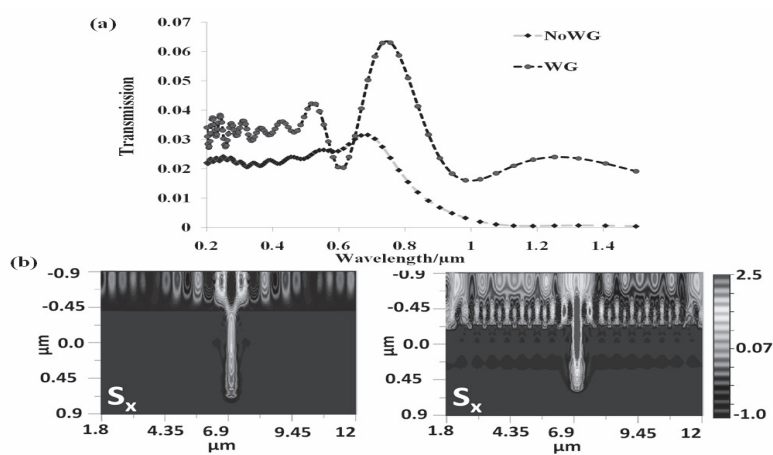 (a)
0.07
0.06
0.05
0.04
0.03
0.02
0.01
0
Transmission
NoWG
WG
0.2 0.4 0.6 0.8 1 1.2 1.4
Wavelength/μm
(b)
-0.9
-0.45
0.0
0.45
0.9
μm
Sx
1.8 4.35 6.9 9.45 12
μm
-0.9
-0.45
0.0
0.45
0.9
μm
Sx
1.8 4.35 6.9 9.45 12
μm
2.5
0.07
-1.0